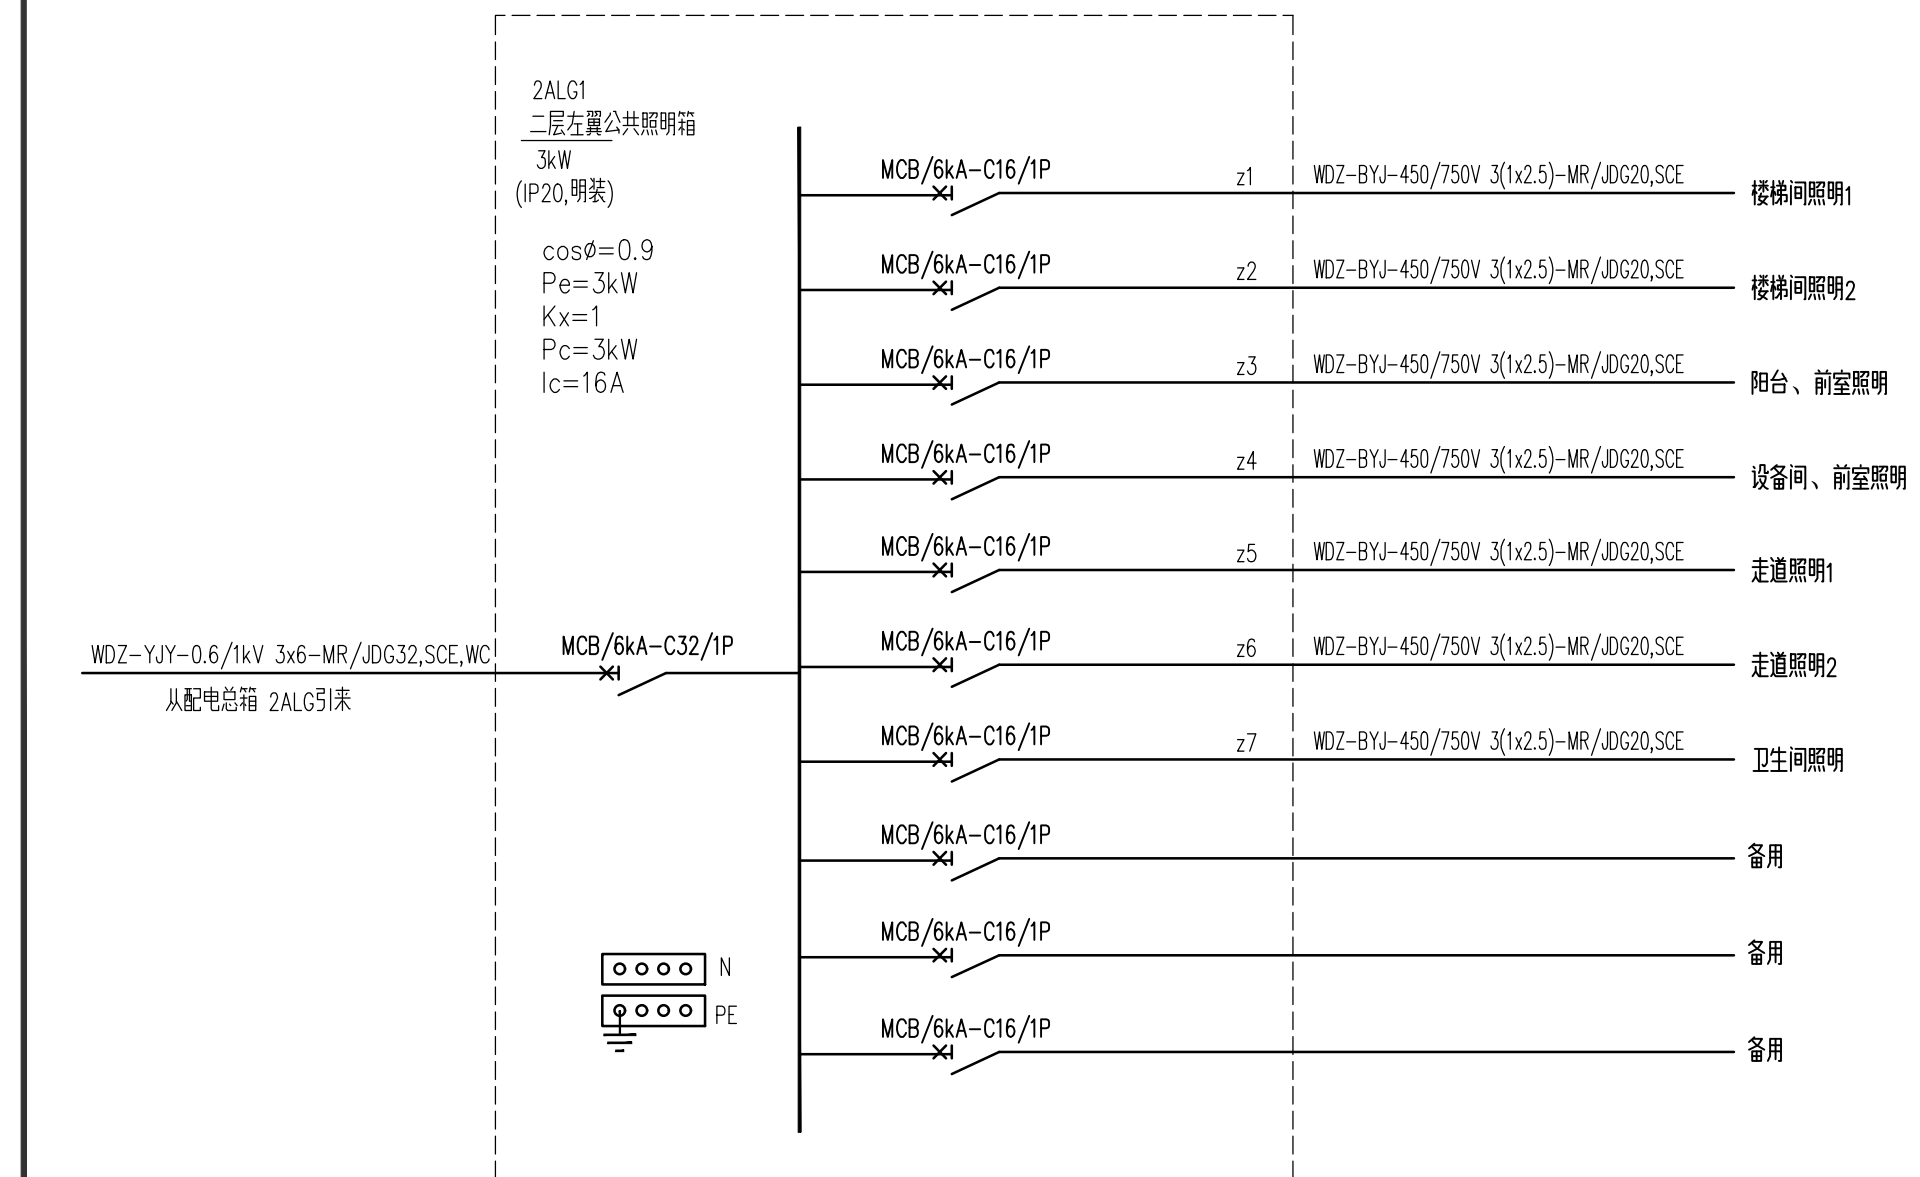 2ALG1
二层左翼公共照明箱
3kW
(IP20,明装)
cosø=0.9
Pe=3kW
Kx=1
Pc=3kW
Ic=16A
WDZ-YJY-0.6/1kV 3x6-MR/JDG32,SCE,WC
从配电总箱 2ALG引来
MCB/6kA-C32/1P
MCB/6kA-C16/1P z1 WDZ-BYJ-450/750V 3(1x2.5)-MR/JDG20,SCE 楼梯间照明1
MCB/6kA-C16/1P z2 WDZ-BYJ-450/750V 3(1x2.5)-MR/JDG20,SCE 楼梯间照明2
MCB/6kA-C16/1P z3 WDZ-BYJ-450/750V 3(1x2.5)-MR/JDG20,SCE 阳台、前室照明
MCB/6kA-C16/1P z4 WDZ-BYJ-450/750V 3(1x2.5)-MR/JDG20,SCE 设备间、前室照明
MCB/6kA-C16/1P z5 WDZ-BYJ-450/750V 3(1x2.5)-MR/JDG20,SCE 走道照明1
MCB/6kA-C16/1P z6 WDZ-BYJ-450/750V 3(1x2.5)-MR/JDG20,SCE 走道照明2
MCB/6kA-C16/1P z7 WDZ-BYJ-450/750V 3(1x2.5)-MR/JDG20,SCE 卫生间照明
MCB/6kA-C16/1P 备用
MCB/6kA-C16/1P 备用
MCB/6kA-C16/1P 备用
N
PE